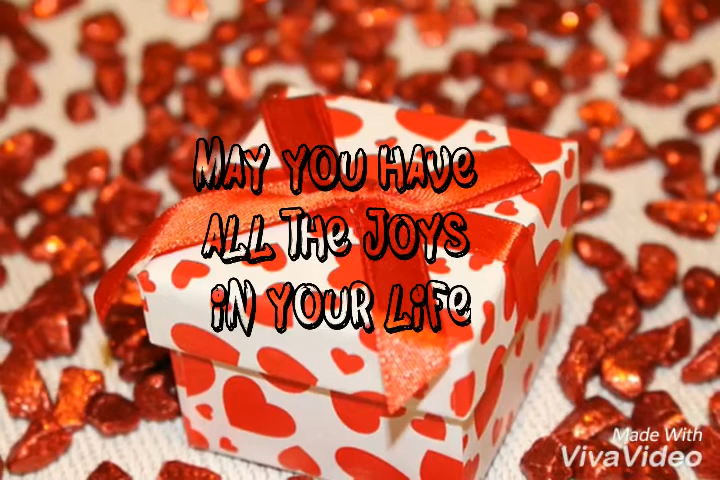 May you have
all the joys
in your life
Made With
VivaVideo